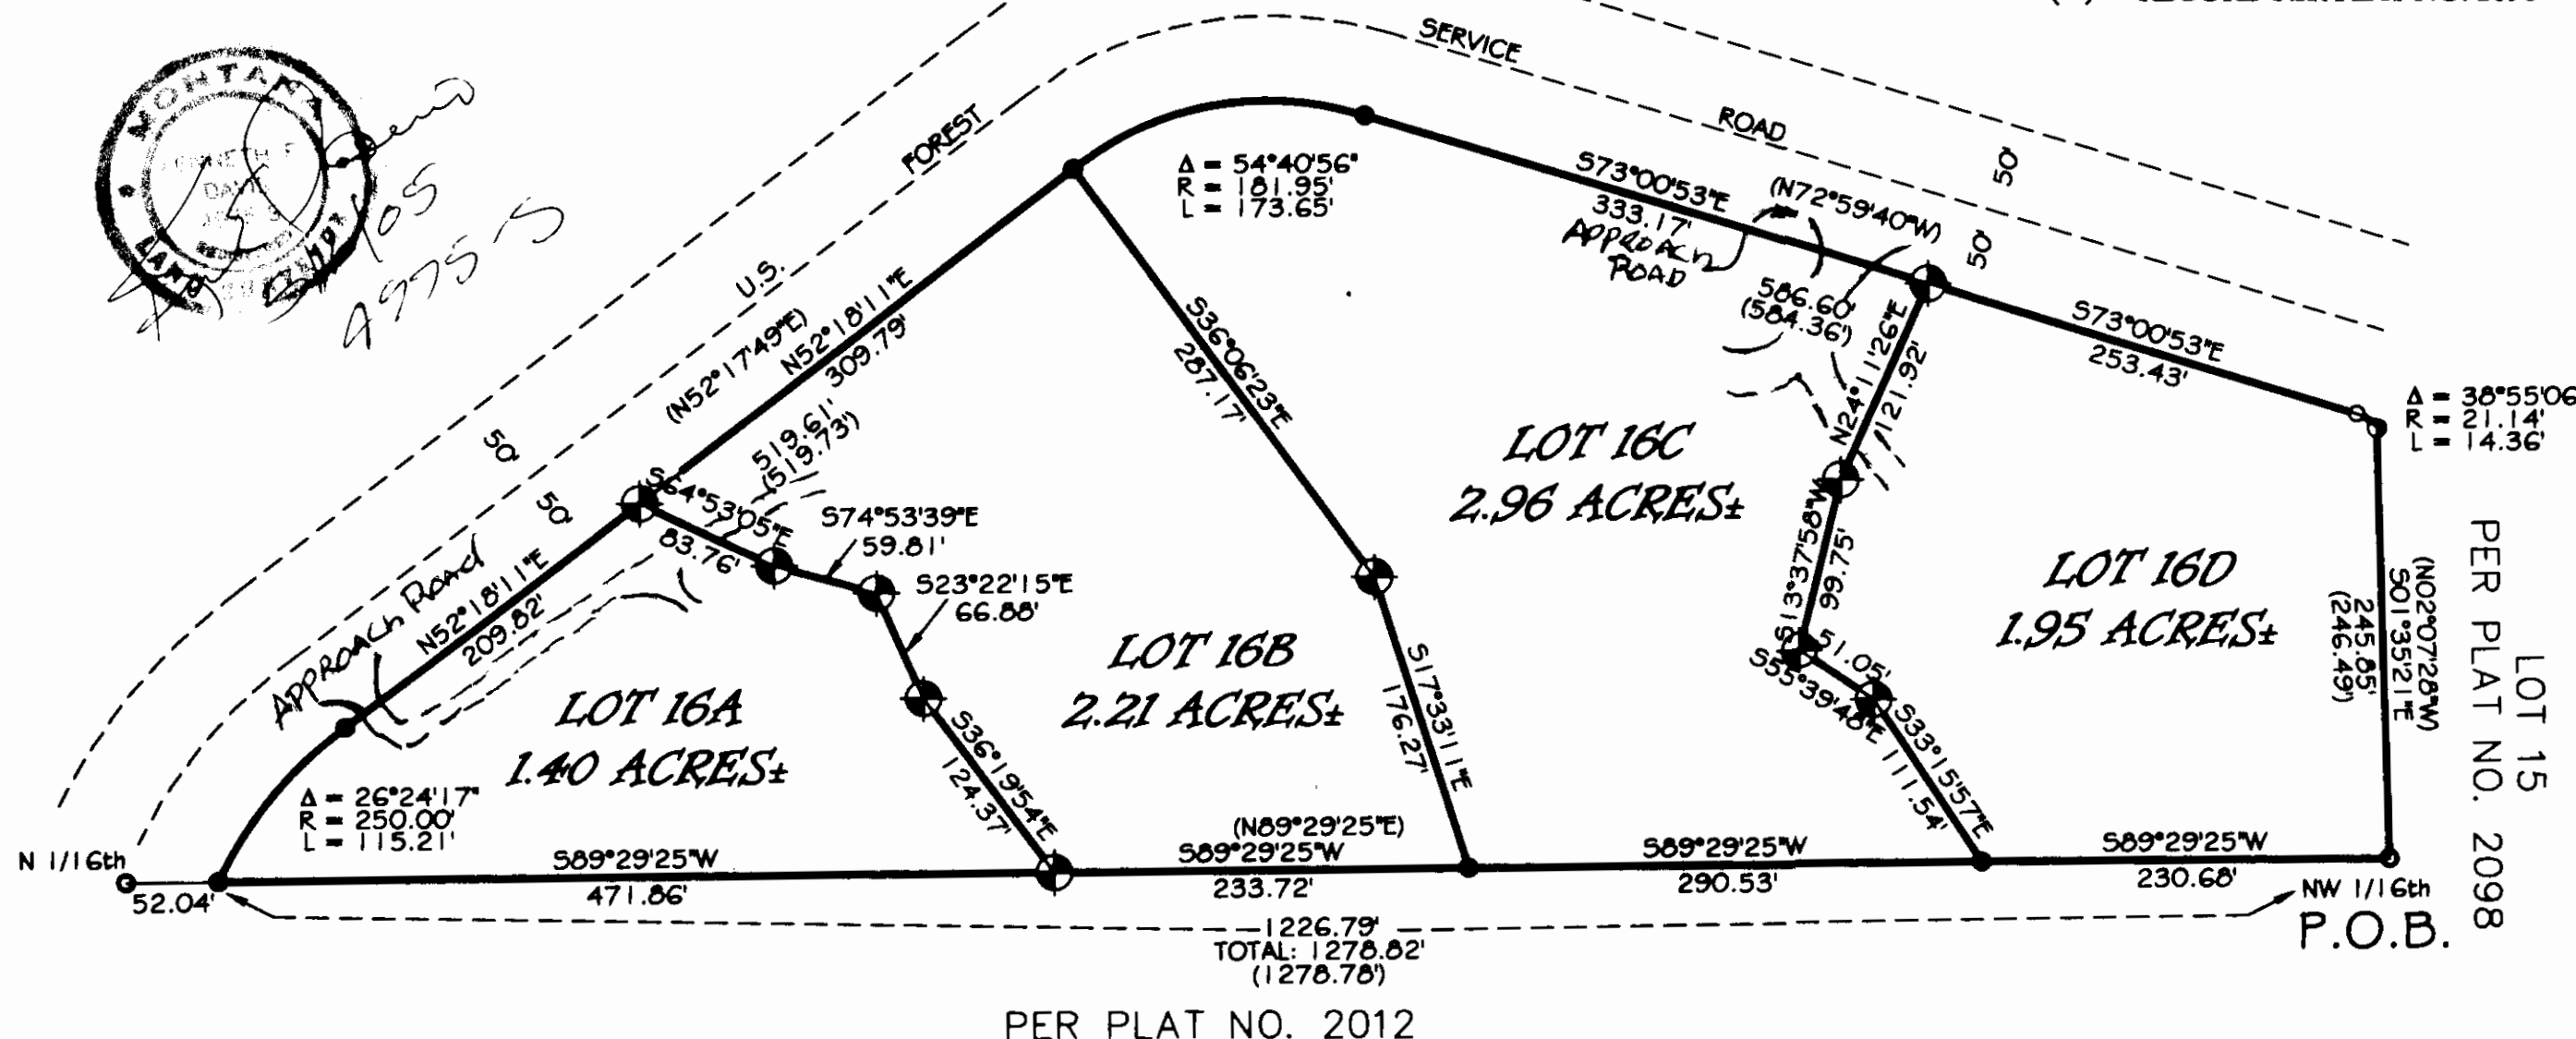 SERVICE
ROAD
FOREST
U.S.
50'
50'
50'
50'
MONTANA
LAND
4975-S
Δ = 54°40'56"
R = 181.95'
L = 173.65'
S73°00'53"E
333.17'
APPROACH
ROAD
(N72°59'40"W)
586.60'
(584.36')
S73°00'53"E
253.43'
Δ = 38°55'06
R = 21.14'
L = 14.36'
(N52°17'49"E)
N52°18'11"E
309.79'
519.61'
(519.73')
S36°06'23"E
287.17'
N24°11'26"E
121.92'
LOT 16C
2.96 ACRES±
S64°53'05"E
83.76'
S74°53'39"E
59.81'
S23°22'15"E
66.88'
APPROACH Road
N52°18'11"E
209.82'
S13°37'58"W
99.75'
LOT 16D
1.95 ACRES±
(N02°07'28"W)
S01°35'21"E
245.85'
(246.49')
LOT 15
PER PLAT NO. 2098
LOT 16B
2.21 ACRES±
S17°33'11"E
176.27'
51.05'
S55°39'48"E
S33°15'57"E
111.54'
LOT 16A
1.40 ACRES±
S36°19'54"E
124.37'
Δ = 26°24'17"
R = 250.00'
L = 115.21'
N 1/16th
52.04'
S89°29'25"W
471.86'
(N89°29'25"E)
S89°29'25"W
233.72'
S89°29'25"W
290.53'
S89°29'25"W
230.68'
NW 1/16th
P.O.B.
1226.79'
TOTAL: 1278.82'
(1278.78')
PER PLAT NO. 2012